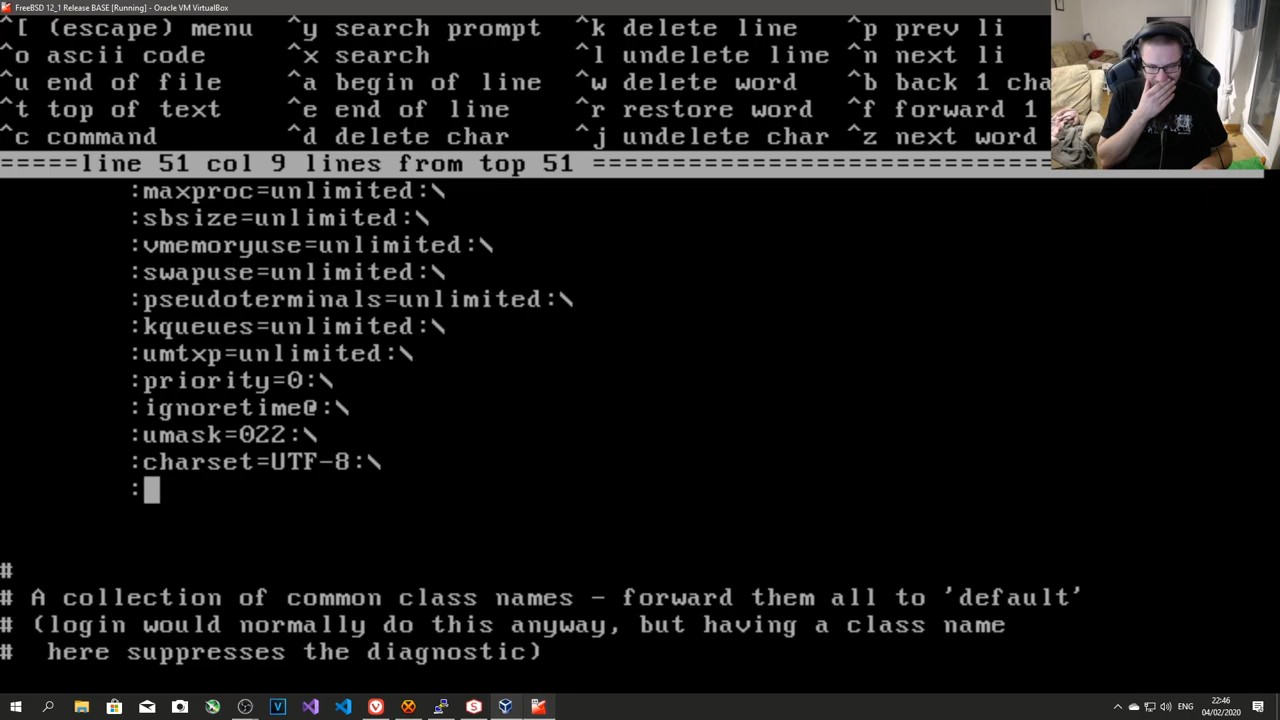 FreeBSD 12_1 Release BASE [Running] - Oracle VM VirtualBox
^[ (escape) menu ^y search prompt ^k delete line ^p prev li
^o ascii code ^x search ^l undelete line ^n next li
^u end of file ^a begin of line ^w delete word ^b back 1 cha
^t top of text ^e end of line ^r restore word ^f forward 1
^c command ^d delete char ^j undelete char ^z next word
=====line 51 col 9 lines from top 51 =============================
:maxproc=unlimited:\
:sbsize=unlimited:\
:vmemoryuse=unlimited:\
:swapuse=unlimited:\
:pseudoterminals=unlimited:\
:kqueues=unlimited:\
:umtxp=unlimited:\
:priority=0:\
:ignoretime@:\
:umask=022:\
:charset=UTF-8:\
:
#
# A collection of common class names - forward them all to 'default'
# (login would normally do this anyway, but having a class name
#  here suppresses the diagnostic)
ENG
22:46
04/02/2020